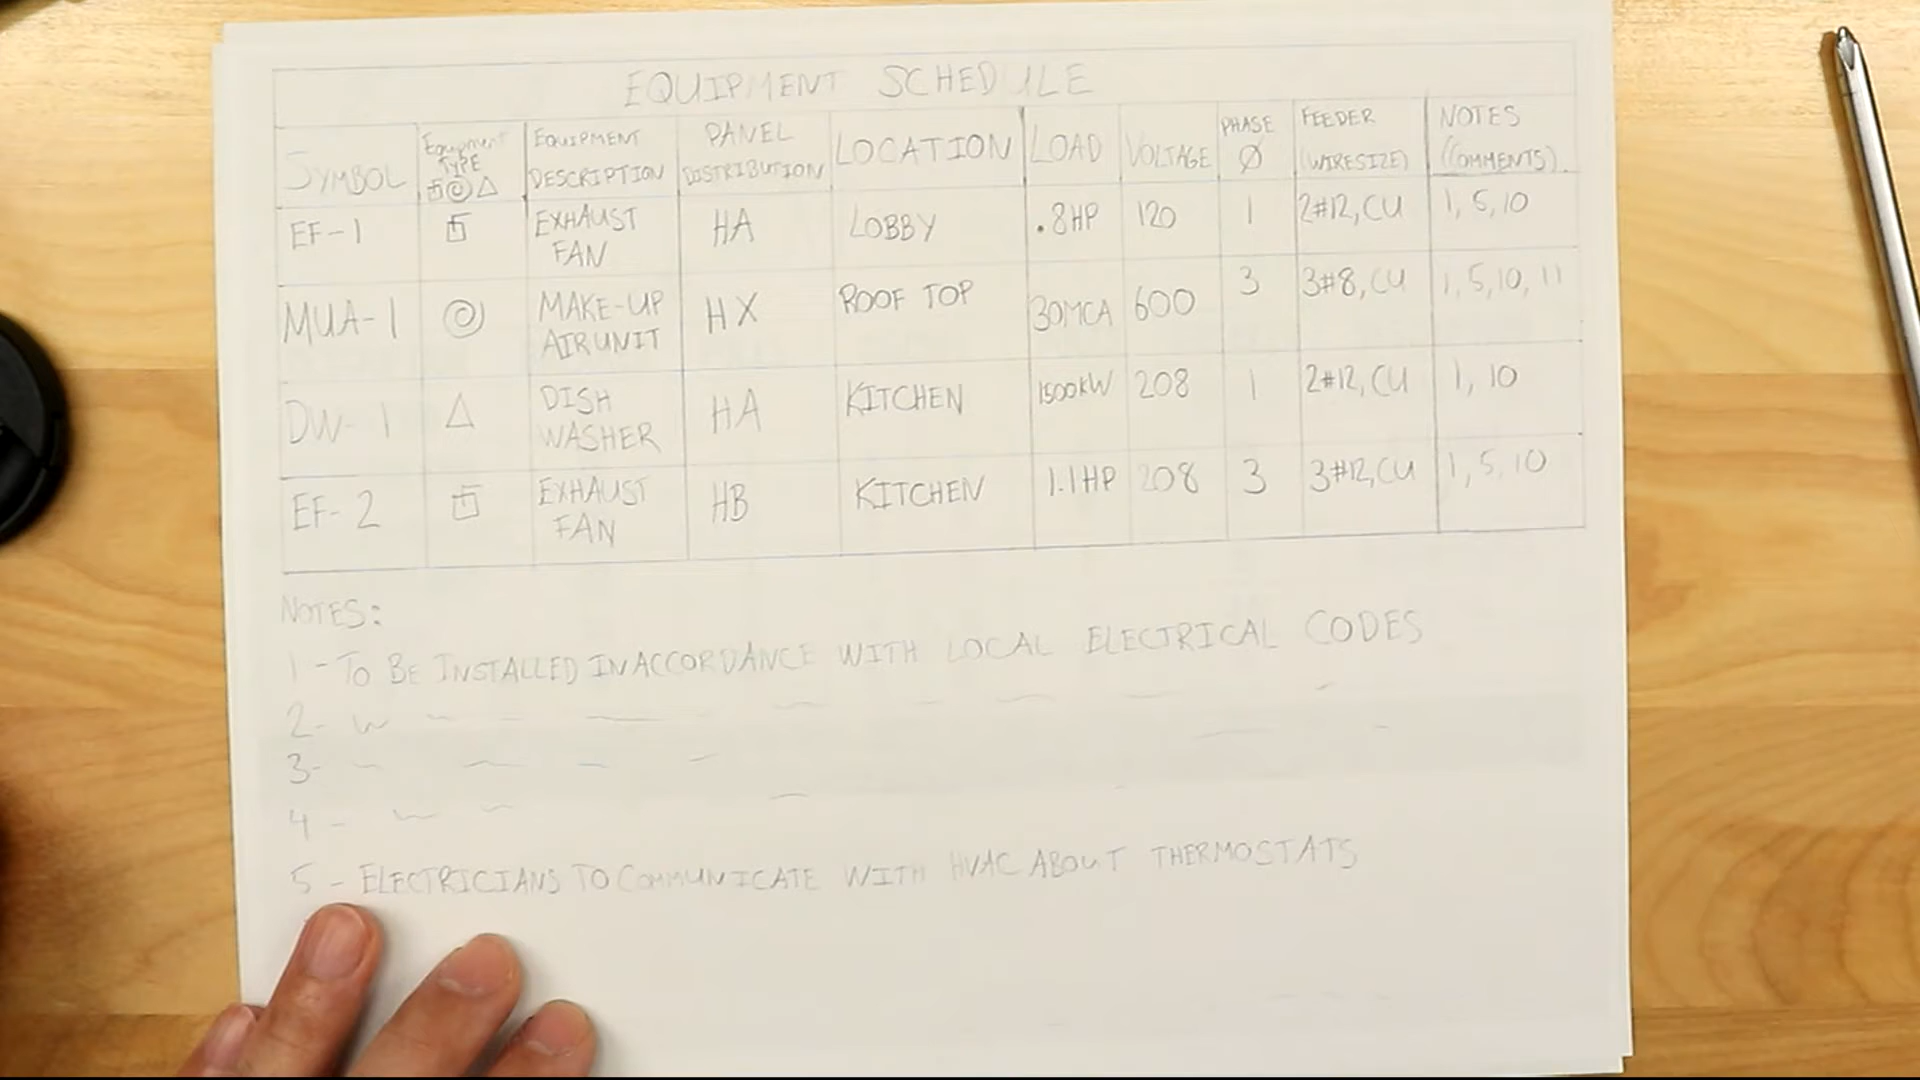 EQUIPMENT SCHEDULE
SYMBOL Equipment TYPE EQUIPMENT DESCRIPTION PANEL DISTRIBUTION LOCATION LOAD VOLTAGE PHASE Ø FEEDER (WIRESIZE) NOTES (COMMENTS)
EF-1 EXHAUST FAN HA LOBBY .8HP 120 1 2#12,CU 1, 5, 10
MUA-1 MAKE-UP AIR UNIT HX ROOF TOP 30MCA 600 3 3#8,CU 1, 5, 10, 11
DW-1 DISH WASHER HA KITCHEN 1500kW 208 1 2#12,CU 1, 10
EF-2 EXHAUST FAN HB KITCHEN 1.1HP 208 3 3#12,CU 1, 5, 10
NOTES:
1 - TO BE INSTALLED IN ACCORDANCE WITH LOCAL ELECTRICAL CODES
2-
3-
4 -
5 - ELECTRICIANS TO COMMUNICATE WITH HVAC ABOUT THERMOSTATS